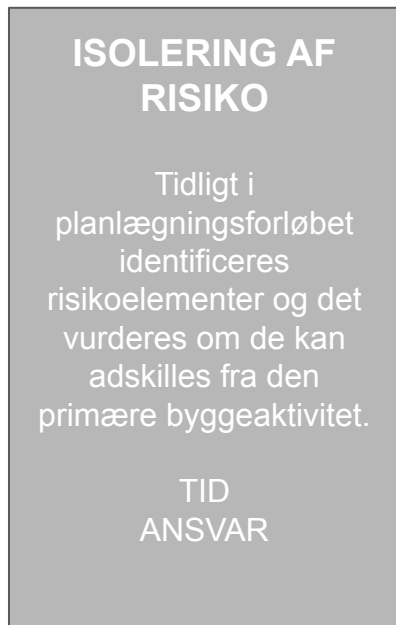 ISOLERING AF
RISIKO
Tidligt i
planlægningsforløbet
identificeres
risikoelementer og det
vurderes om de kan
adskilles fra den
primære byggeaktivitet.
TID
ANSVAR